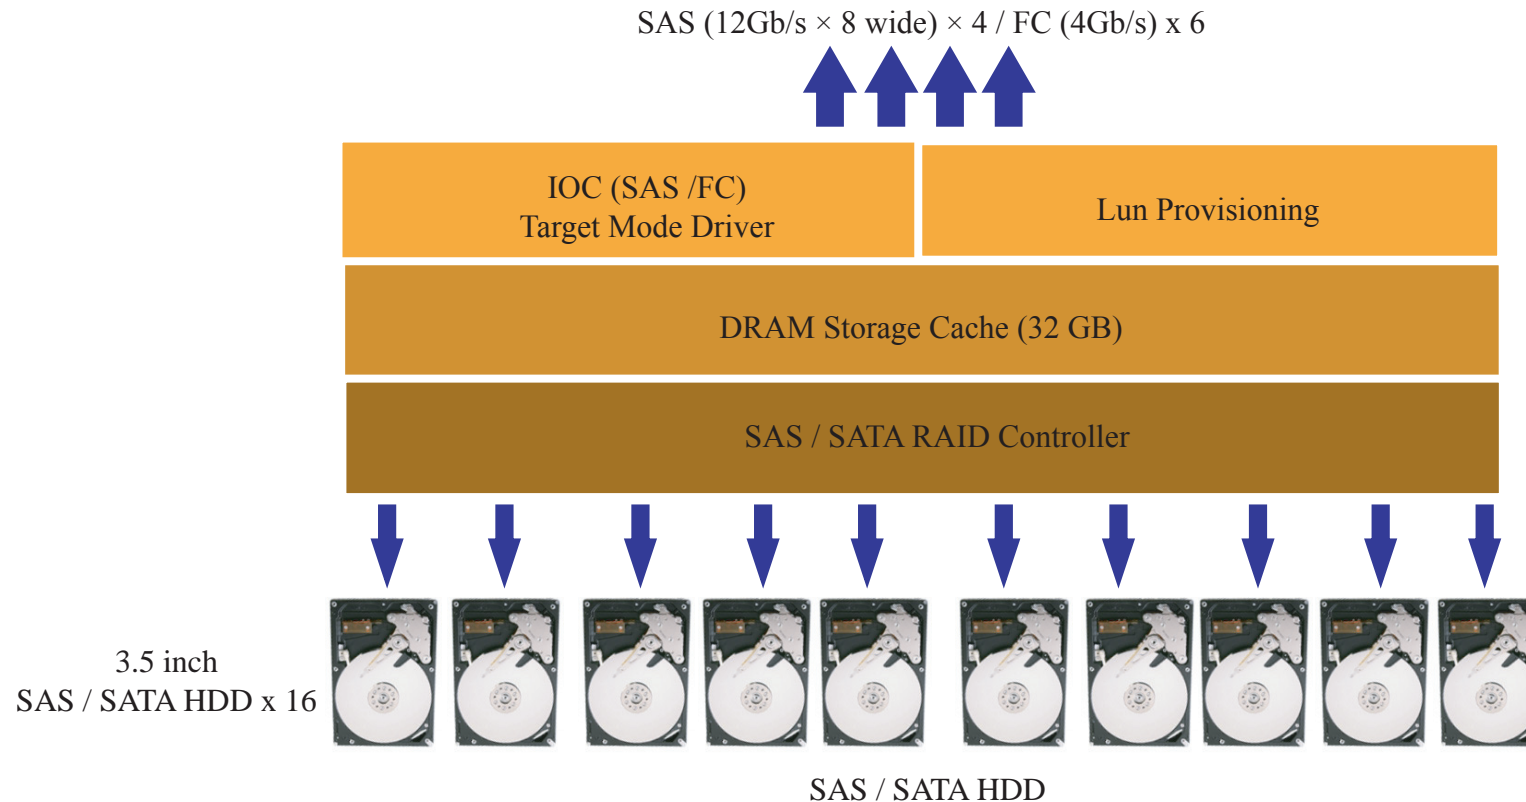 SAS (12Gb/s × 8 wide) × 4 / FC (4Gb/s) x 6
IOC (SAS /FC)
Target Mode Driver
Lun Provisioning
DRAM Storage Cache (32 GB)
SAS / SATA RAID Controller
3.5 inch
SAS / SATA HDD x 16
SAS / SATA HDD